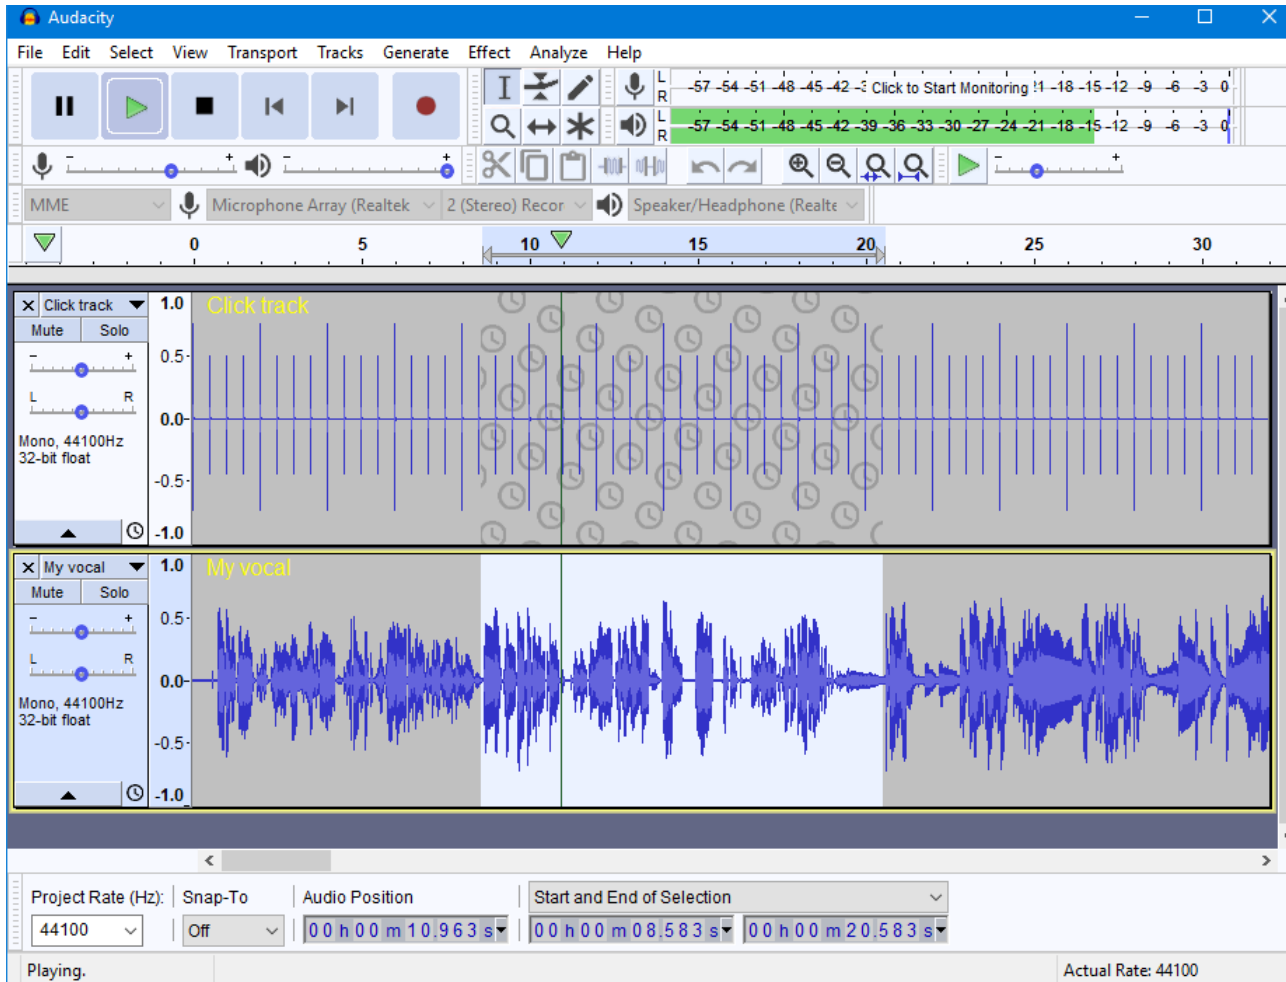 Audacity
File Edit Select View Transport Tracks Generate Effect Analyze Help
L
R
-57 -54 -51 -48 -45 -42 -3 Click to Start Monitoring !1 -18 -15 -12 -9 -6 -3 0
L
R
-57 -54 -51 -48 -45 -42 -39 -36 -33 -30 -27 -24 -21 -18 -15 -12 -9 -6 -3 0
- + - + - +
MME Microphone Array (Realtek 2 (Stereo) Recor Speaker/Headphone (Realte
0 5 10 15 20 25 30
Click track 1.0 Click track
Mute Solo
- + 0.5
L R
0.0
Mono, 44100Hz
32-bit float
-0.5
-1.0
My vocal 1.0 My vocal
Mute Solo
- + 0.5
L R
0.0
Mono, 44100Hz
32-bit float
-0.5
-1.0
Project Rate (Hz): Snap-To Audio Position Start and End of Selection
44100 Off 00 h 00 m 10.963 s 00 h 00 m 08.583 s 00 h 00 m 20.583 s
Playing. Actual Rate: 44100